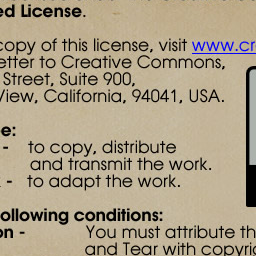 ed License.
copy of this license, visit www.cr
etter to Creative Commons,
Street, Suite 900,
View, California, 94041, USA.
e:
- to copy, distribute
and transmit the work.
- to adapt the work.
ollowing conditions:
on - You must attribute th
and Tear with copyri